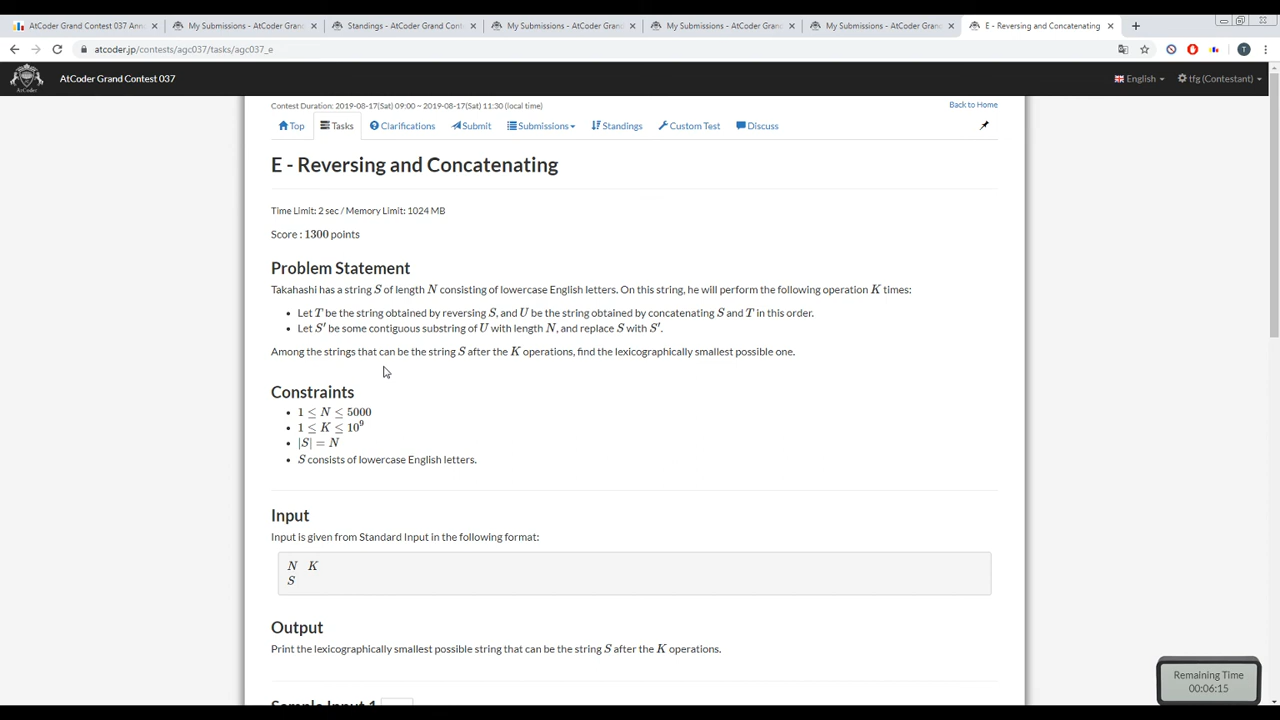 AtCoder Grand Contest 037 Ann
My Submissions - AtCoder Gran
Standings - AtCoder Grand Cont
My Submissions - AtCoder Gran
My Submissions - AtCoder Gran
My Submissions - AtCoder Gran
E - Reversing and Concatenating
atcoder.jp/contests/agc037/tasks/agc037_e
AtCoder Grand Contest 037
English
tfg (Contestant)
Contest Duration: 2019-08-17(Sat) 09:00 ~ 2019-08-17(Sat) 11:30 (local time)
Back to Home
Top
Tasks
Clarifications
Submit
Submissions
Standings
Custom Test
Discuss
E - Reversing and Concatenating
Time Limit: 2 sec / Memory Limit: 1024 MB
Score : 1300 points
Problem Statement
Takahashi has a string S of length N consisting of lowercase English letters. On this string, he will perform the following operation K times:
• Let T be the string obtained by reversing S, and U be the string obtained by concatenating S and T in this order.
• Let S′ be some contiguous substring of U with length N, and replace S with S′.
Among the strings that can be the string S after the K operations, find the lexicographically smallest possible one.
Constraints
• 1 ≤ N ≤ 5000
• 1 ≤ K ≤ 10⁹
• |S| = N
• S consists of lowercase English letters.
Input
Input is given from Standard Input in the following format:
N K
S
Output
Print the lexicographically smallest possible string that can be the string S after the K operations.
Sample Input 1
Remaining Time
00:06:15